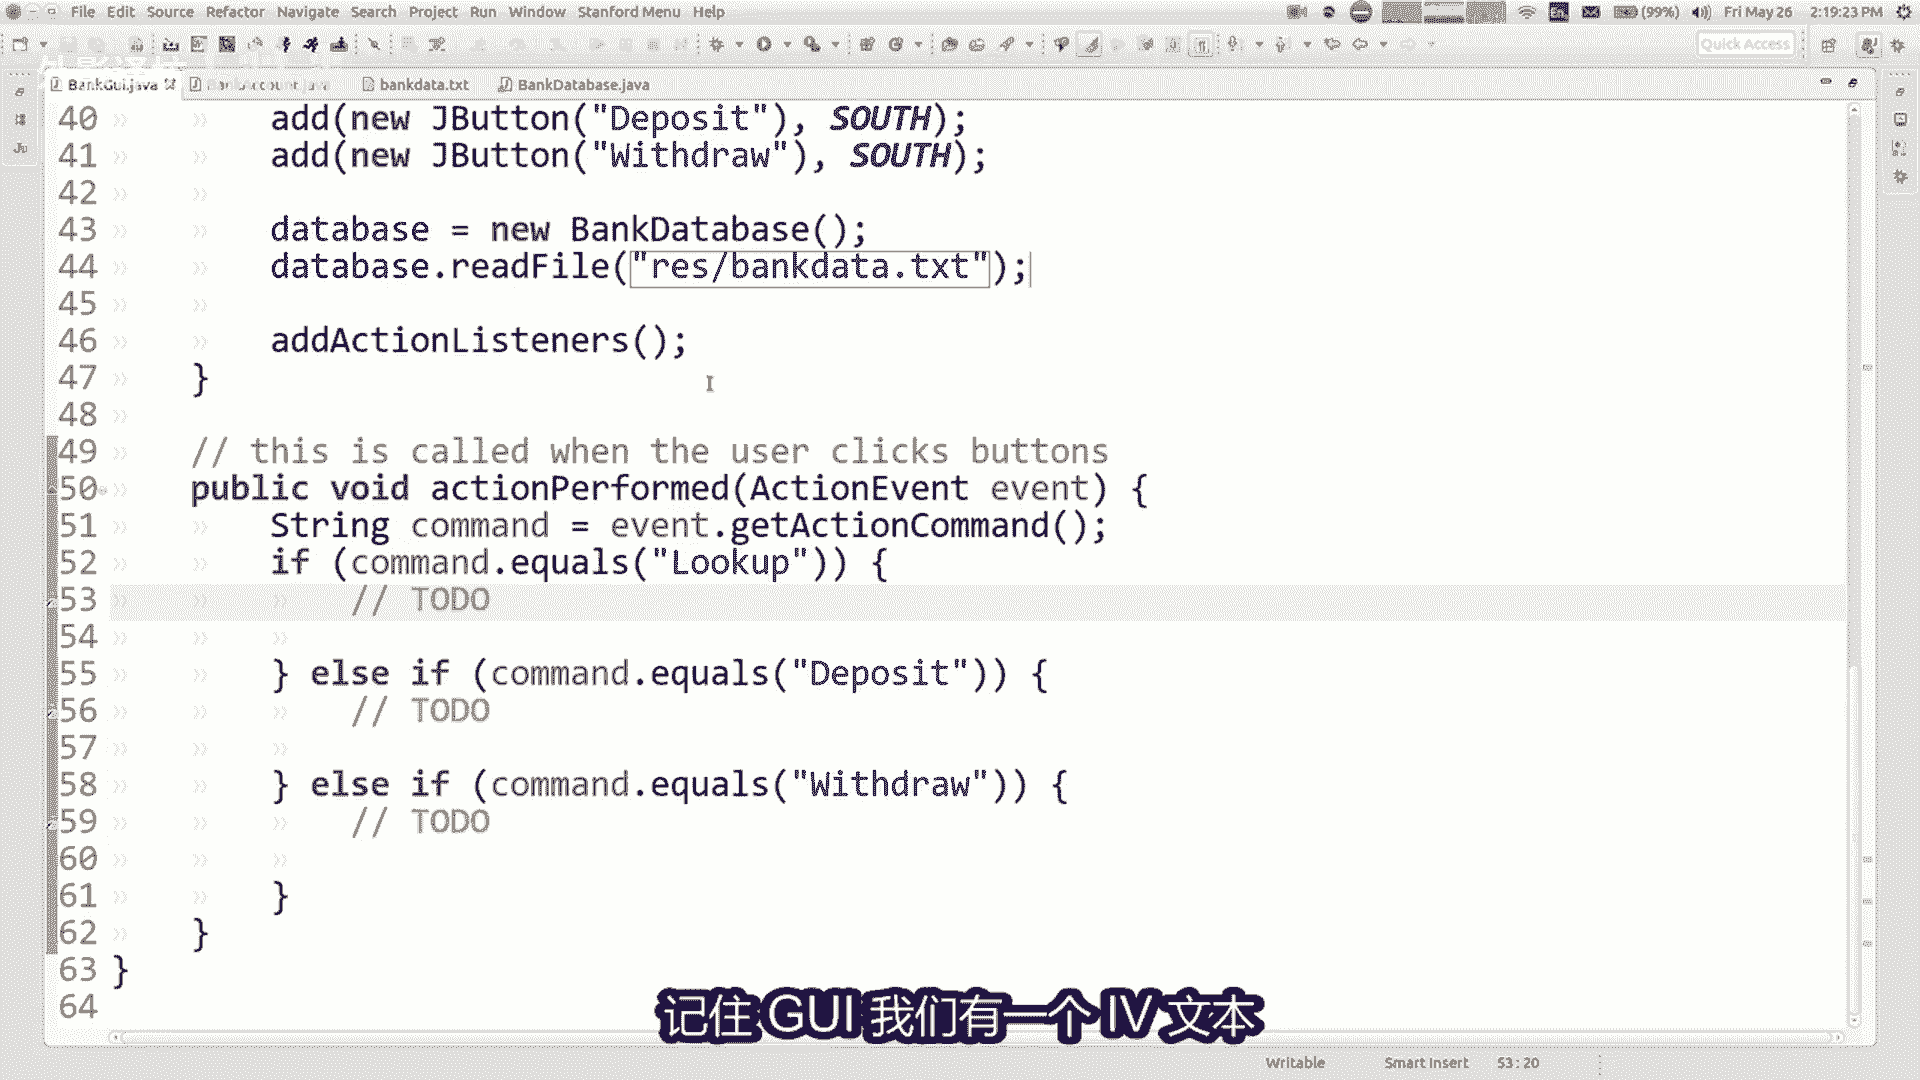 File Edit Source Refactor Navigate Search Project Run Window Stanford Menu Help
(99%) Fri May 26 2:19:23 PM
Quick Access
BankGui.java BankAccount.java bankdata.txt BankDatabase.java
40 add(new JButton("Deposit"), SOUTH);
41 add(new JButton("Withdraw"), SOUTH);
42
43 database = new BankDatabase();
44 database.readFile("res/bankdata.txt");
45
46 addActionListeners();
47 }
48
49 // this is called when the user clicks buttons
50 public void actionPerformed(ActionEvent event) {
51 String command = event.getActionCommand();
52 if (command.equals("Lookup")) {
53 // TODO
54
55 } else if (command.equals("Deposit")) {
56 // TODO
57
58 } else if (command.equals("Withdraw")) {
59 // TODO
60
61 }
62 }
63 }
64
记住 GUI 我们有一个 IV 文本
Writable Smart Insert 53:20